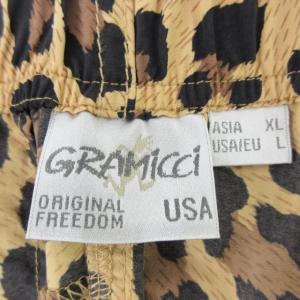 GRAMICCI
ORIGINAL
FREEDOM
USA
ASIA XL
USA/EU L